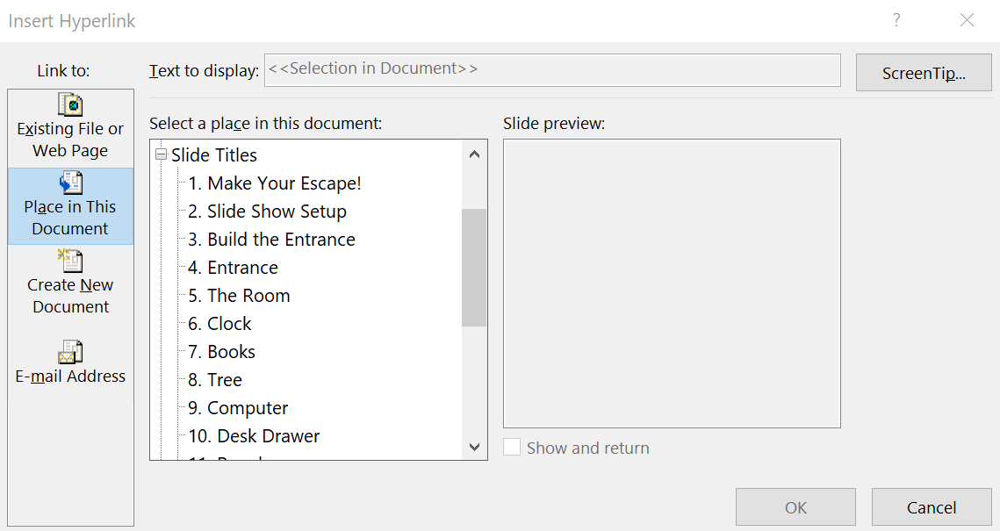 Insert Hyperlink
?
Link to:
Text to display: <<Selection in Document>>
ScreenTip...
Existing File or
Web Page
Place in This
Document
Create New
Document
E-mail Address
Select a place in this document:
Slide Titles
1. Make Your Escape!
2. Slide Show Setup
3. Build the Entrance
4. Entrance
5. The Room
6. Clock
7. Books
8. Tree
9. Computer
10. Desk Drawer
Slide preview:
Show and return
OK
Cancel